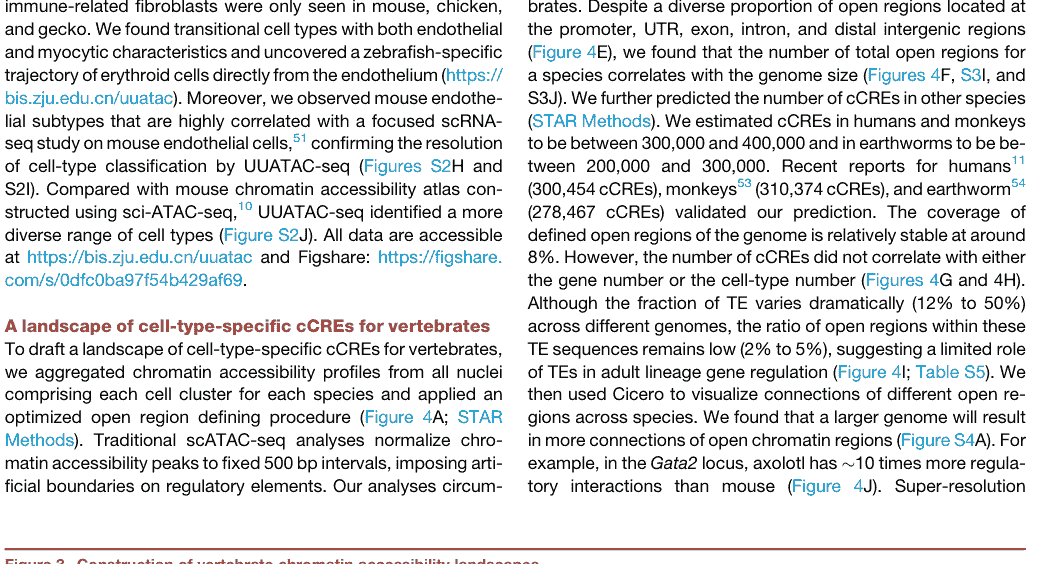 immune-related fibroblasts were only seen in mouse, chicken,
and gecko. We found transitional cell types with both endothelial
and myocytic characteristics and uncovered a zebrafish-specific
trajectory of erythroid cells directly from the endothelium (https://
bis.zju.edu.cn/uuatac). Moreover, we observed mouse endothe-
lial subtypes that are highly correlated with a focused scRNA-
seq study on mouse endothelial cells,51 confirming the resolution
of cell-type classification by UUATAC-seq (Figures S2H and
S2I). Compared with mouse chromatin accessibility atlas con-
structed using sci-ATAC-seq,10 UUATAC-seq identified a more
diverse range of cell types (Figure S2J). All data are accessible
at https://bis.zju.edu.cn/uuatac and Figshare: https://figshare.
com/s/0dfc0ba97f54b429af69.
A landscape of cell-type-specific cCREs for vertebrates
To draft a landscape of cell-type-specific cCREs for vertebrates,
we aggregated chromatin accessibility profiles from all nuclei
comprising each cell cluster for each species and applied an
optimized open region defining procedure (Figure 4A; STAR
Methods). Traditional scATAC-seq analyses normalize chro-
matin accessibility peaks to fixed 500 bp intervals, imposing arti-
ficial boundaries on regulatory elements. Our analyses circum-
brates. Despite a diverse proportion of open regions located at
the promoter, UTR, exon, intron, and distal intergenic regions
(Figure 4E), we found that the number of total open regions for
a species correlates with the genome size (Figures 4F, S3I, and
S3J). We further predicted the number of cCREs in other species
(STAR Methods). We estimated cCREs in humans and monkeys
to be between 300,000 and 400,000 and in earthworms to be be-
tween 200,000 and 300,000. Recent reports for humans11
(300,454 cCREs), monkeys53 (310,374 cCREs), and earthworm54
(278,467 cCREs) validated our prediction. The coverage of
defined open regions of the genome is relatively stable at around
8%. However, the number of cCREs did not correlate with either
the gene number or the cell-type number (Figures 4G and 4H).
Although the fraction of TE varies dramatically (12% to 50%)
across different genomes, the ratio of open regions within these
TE sequences remains low (2% to 5%), suggesting a limited role
of TEs in adult lineage gene regulation (Figure 4I; Table S5). We
then used Cicero to visualize connections of different open re-
gions across species. We found that a larger genome will result
in more connections of open chromatin regions (Figure S4A). For
example, in the Gata2 locus, axolotl has ∼10 times more regula-
tory interactions than mouse (Figure 4J). Super-resolution
Figure 3. Construction of vertebrate chromatin accessibility landscapes